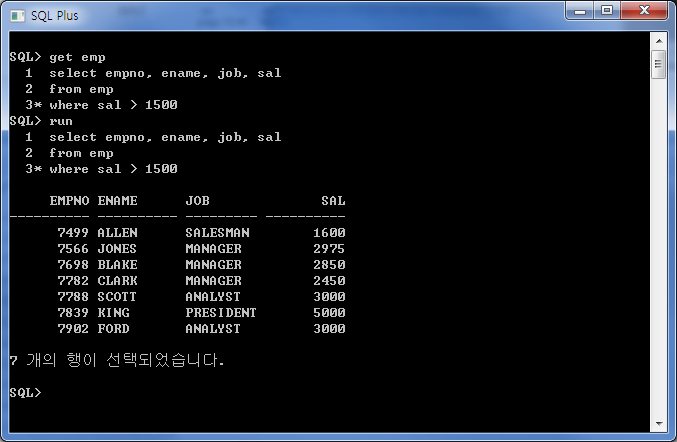 SQL Plus
SQL> get emp
  1  select empno, ename, job, sal
  2  from emp
  3* where sal > 1500
SQL> run
  1  select empno, ename, job, sal
  2  from emp
  3* where sal > 1500
     EMPNO ENAME      JOB              SAL
---------- ---------- --------- ----------
      7499 ALLEN      SALESMAN        1600
      7566 JONES      MANAGER         2975
      7698 BLAKE      MANAGER         2850
      7782 CLARK      MANAGER         2450
      7788 SCOTT      ANALYST         3000
      7839 KING       PRESIDENT       5000
      7902 FORD       ANALYST         3000
7 개의 행이 선택되었습니다.
SQL>